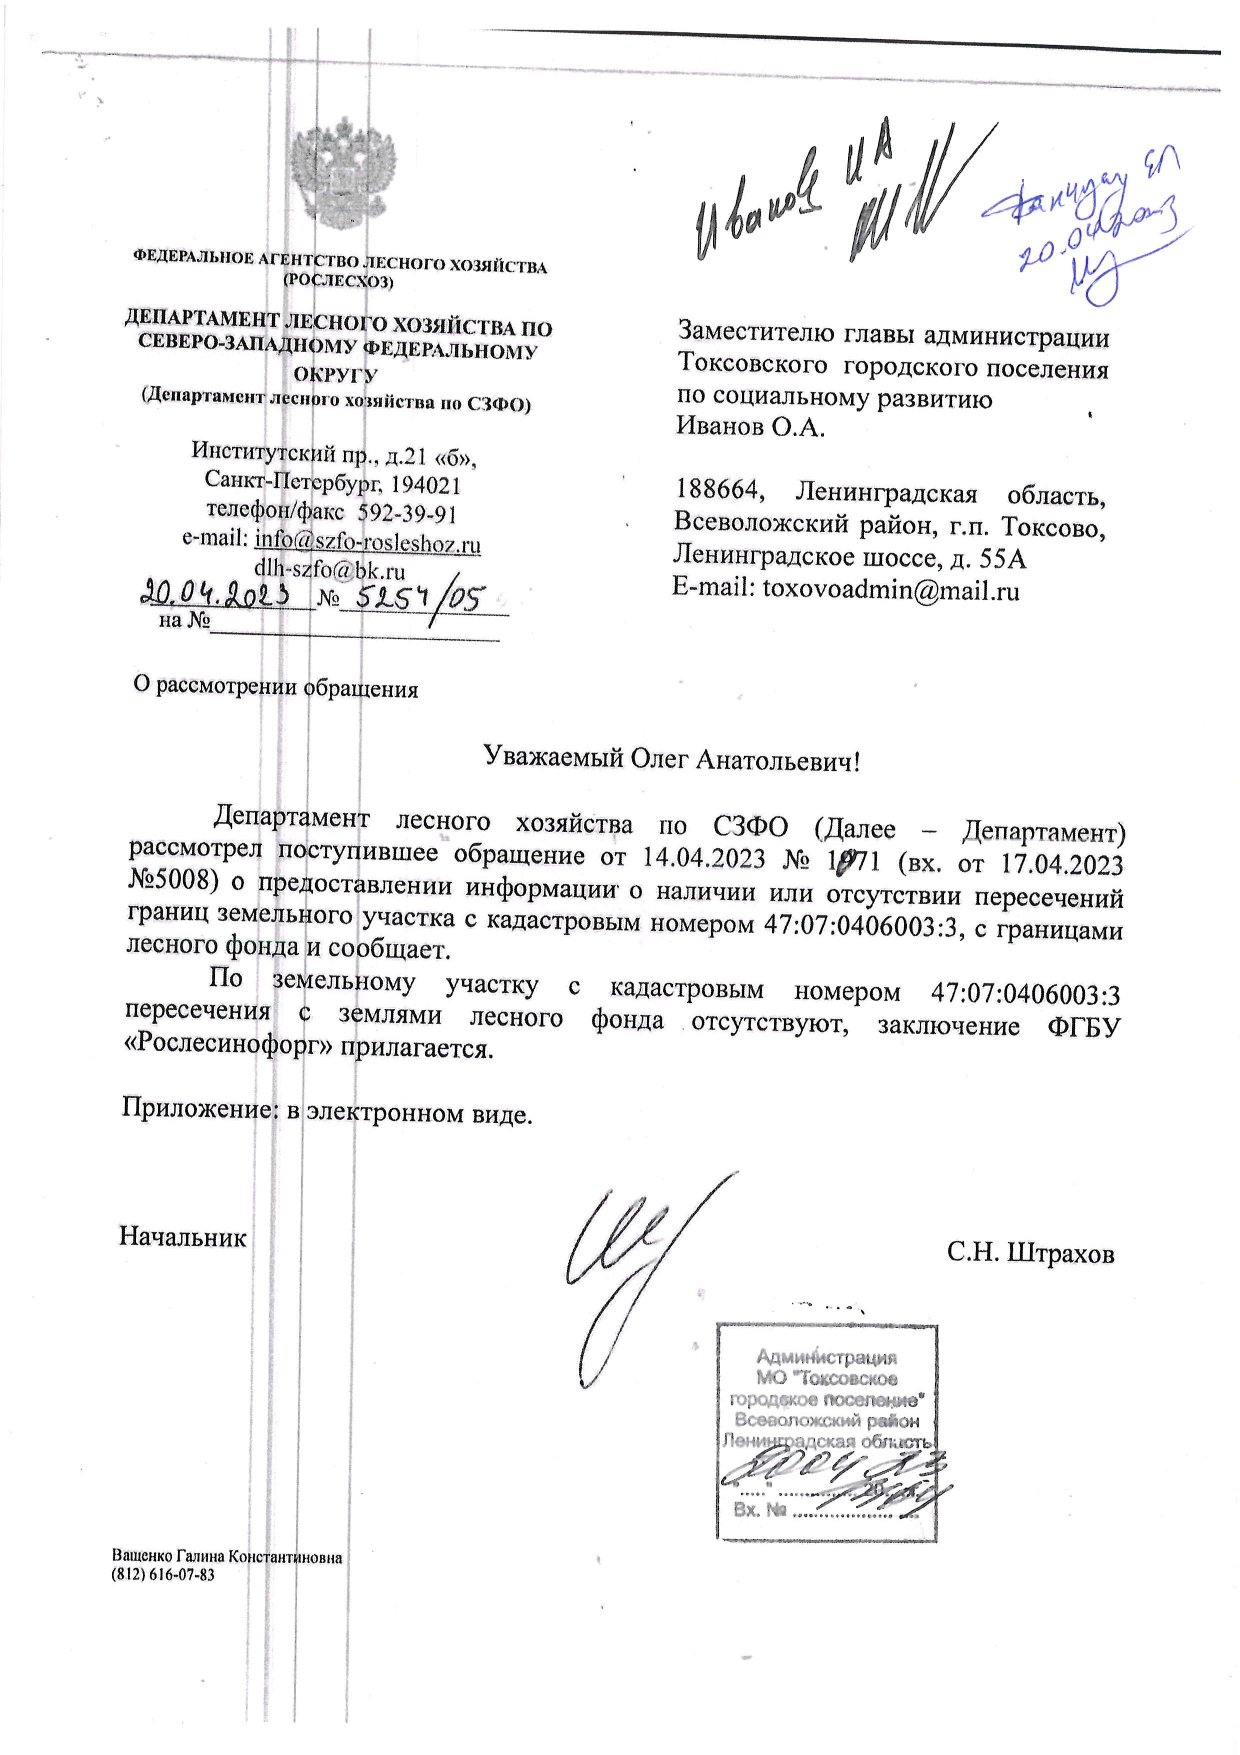 Иванов ИА
20.04.2023
ФЕДЕРАЛЬНОЕ АГЕНТСТВО ЛЕСНОГО ХОЗЯЙСТВА
(РОСЛЕСХОЗ)
ДЕПАРТАМЕНТ ЛЕСНОГО ХОЗЯЙСТВА ПО
СЕВЕРО-ЗАПАДНОМУ ФЕДЕРАЛЬНОМУ
ОКРУГУ
(Департамент лесного хозяйства по СЗФО)
Институтский пр., д.21 «б»,
Санкт-Петербург, 194021
телефон/факс 592-39-91
e-mail: info@szfo-rosleshoz.ru
dlh-szfo@bk.ru
20.04.2023 № 5254/05
на №
Заместителю главы администрации
Токсовского городского поселения
по социальному развитию
Иванов О.А.
188664, Ленинградская область,
Всеволожский район, г.п. Токсово,
Ленинградское шоссе, д. 55А
E-mail: toxovoadmin@mail.ru
О рассмотрении обращения
Уважаемый Олег Анатольевич!
Департамент лесного хозяйства по СЗФО (Далее – Департамент)
рассмотрел поступившее обращение от 14.04.2023 № (вх. от 17.04.2023
№5008) о предоставлении информации о наличии или отсутствии пересечений
границ земельного участка с кадастровым номером 47:07:0406003:3, с границами
лесного фонда и сообщает.
По земельному участку с кадастровым номером 47:07:0406003:3
пересечения с землями лесного фонда отсутствуют, заключение ФГБУ
«Рослесинофорг» прилагается.
Приложение: в электронном виде.
Начальник
С.Н. Штрахов
Администрация
МО "Токсовское
городское поселение"
Всеволожский район
Ленинградская область
Вх. №
Ващенко Галина Константиновна
(812) 616-07-83